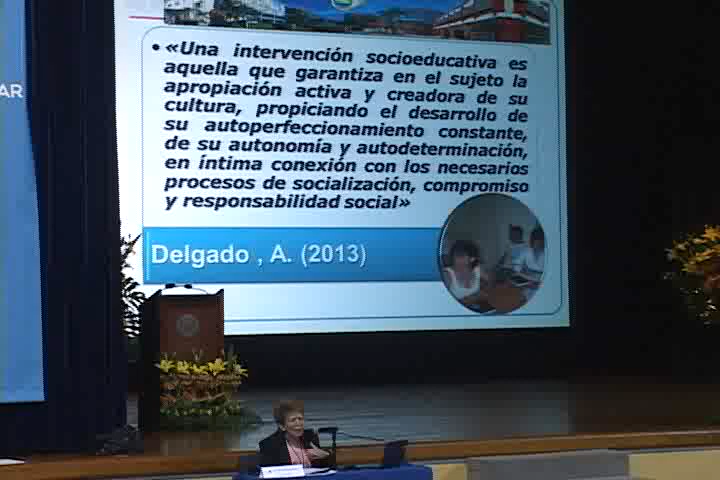 • «Una intervención socioeducativa es
aquella que garantiza en el sujeto la
apropiación activa y creadora de su
cultura, propiciando el desarrollo de
su autoperfeccionamiento constante,
de su autonomía y autodeterminación,
en íntima conexión con los necesarios
procesos de socialización, compromiso
y responsabilidad social»
Delgado , A. (2013)
AR